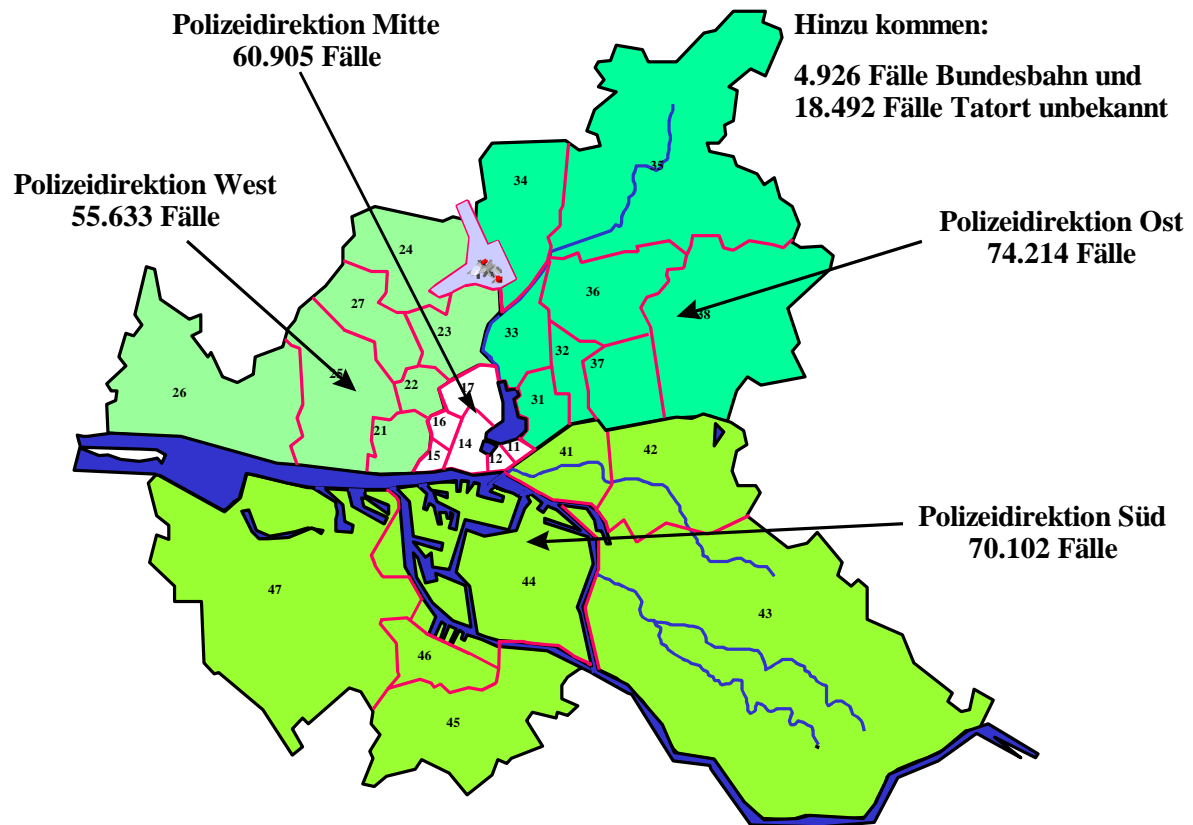 Polizeidirektion Mitte
60.905 Fälle
Hinzu kommen:
4.926 Fälle Bundesbahn und
18.492 Fälle Tatort unbekannt
Polizeidirektion West
55.633 Fälle
Polizeidirektion Ost
74.214 Fälle
Polizeidirektion Süd
70.102 Fälle
35
34
24
36
27
38
23
33
32
37
25
22
17
26
31
16
21
14
11
15
12
41
42
47
44
43
46
45